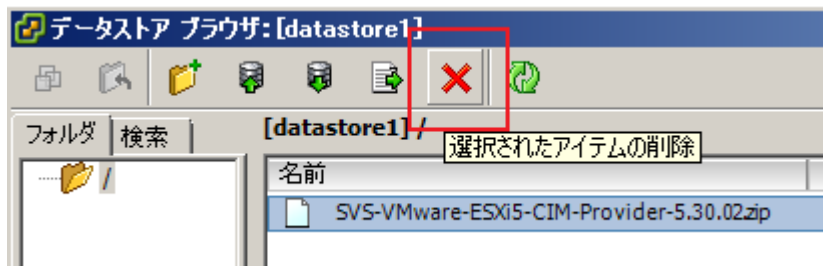 データストア ブラウザ: [datastore1]
フォルダ 検索 [datastore1] /
選択されたアイテムの削除
/ 名前
SVS-VMware-ESXi5-CIM-Provider-5.30.02.zip